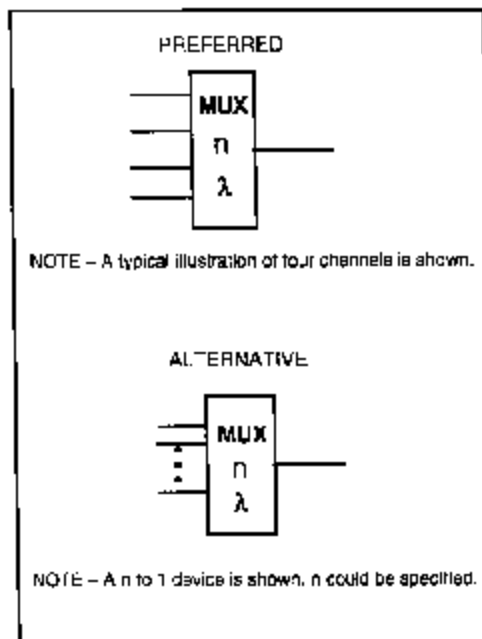 PREFERRED
MUX
n
λ
NOTE – A typical illustration of four channels is shown.
ALTERNATIVE
MUX
n
λ
NOTE – A n to 1 device is shown. n could be specified.